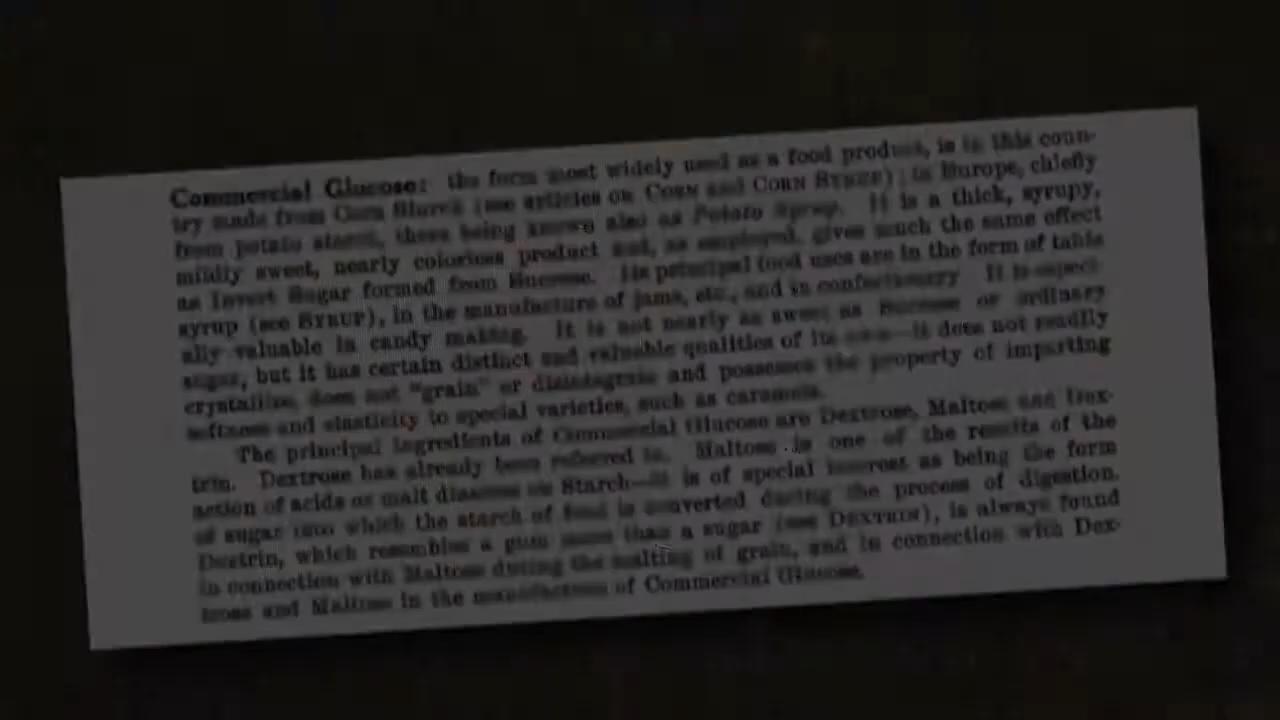 Commercial Glucose: the form most widely used as a food product, is in this coun-
try made from Corn Starch (see articles on CORN and CORN SYRUP); in Europe, chiefly
from potato starch, there being known also as Potato Syrup. It is a thick, syrupy,
mildly sweet, nearly colorless product and, as employed, gives much the same effect
as Invert Sugar formed from Sucrose. Its principal food uses are in the form of table
syrup (see SYRUP), in the manufacture of jams, etc., and in confectionery. It is especi-
ally valuable in candy making. It is not nearly as sweet as Sucrose or ordinary
sugar, but it has certain distinct and valuable qualities of its own—it does not readily
crystallize, does not "grain" or disintegrate and possesses the property of imparting
softness and elasticity to special varieties, such as caramels.
The principal ingredients of Commercial Glucose are Dextrose, Maltose and Dex-
trin. Dextrose has already been referred to. Maltose is one of the results of the
action of acids or malt diastase on Starch—it is of special interest as being the form
of sugar into which the starch of food is converted during the process of digestion.
Dextrin, which resembles a gum more than a sugar (see DEXTRIN), is always found
in connection with Maltose during the malting of grain, and in connection with Dex-
trose and Maltose in the manufacture of Commercial Glucose.